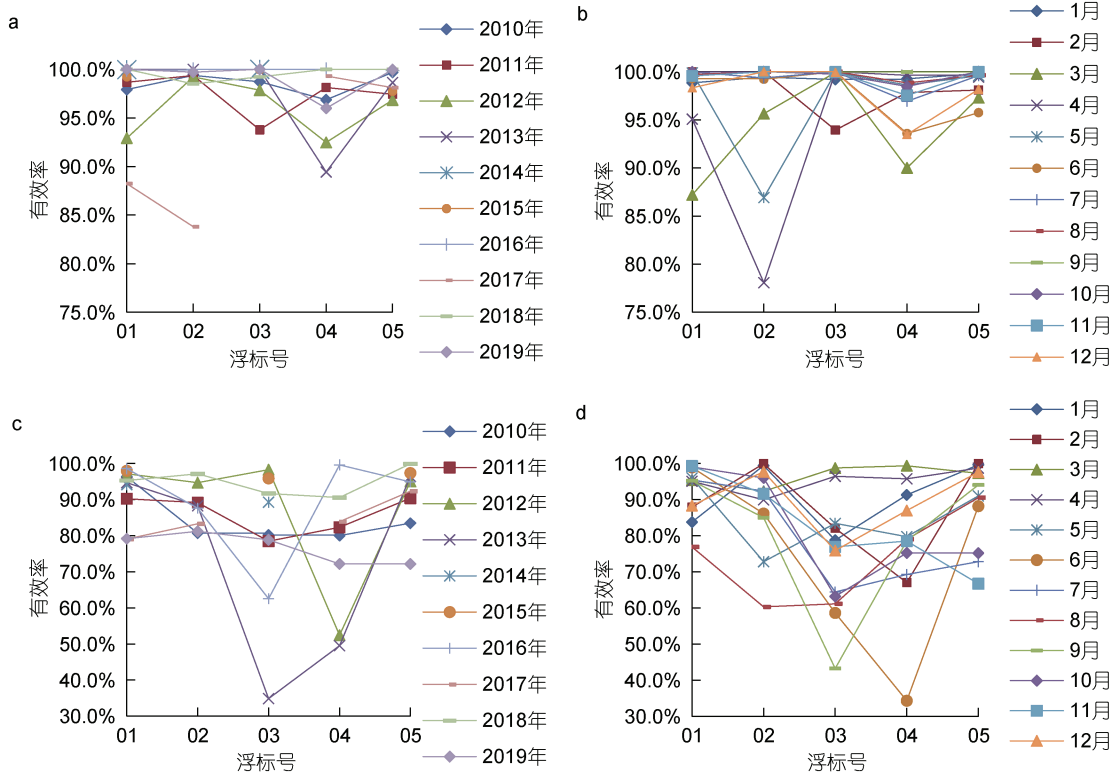 a
100.0%
95.0%
90.0%
85.0%
80.0%
75.0%
有效率
01 02 03 04 05
浮标号
2010年
2011年
2012年
2013年
2014年
2015年
2016年
2017年
2018年
2019年
b
100.0%
95.0%
90.0%
85.0%
80.0%
75.0%
有效率
01 02 03 04 05
浮标号
1月
2月
3月
4月
5月
6月
7月
8月
9月
10月
11月
12月
c
100.0%
90.0%
80.0%
70.0%
60.0%
50.0%
40.0%
30.0%
有效率
01 02 03 04 05
浮标号
2010年
2011年
2012年
2013年
2014年
2015年
2016年
2017年
2018年
2019年
d
100.0%
90.0%
80.0%
70.0%
60.0%
50.0%
40.0%
30.0%
有效率
01 02 03 04 05
浮标号
1月
2月
3月
4月
5月
6月
7月
8月
9月
10月
11月
12月